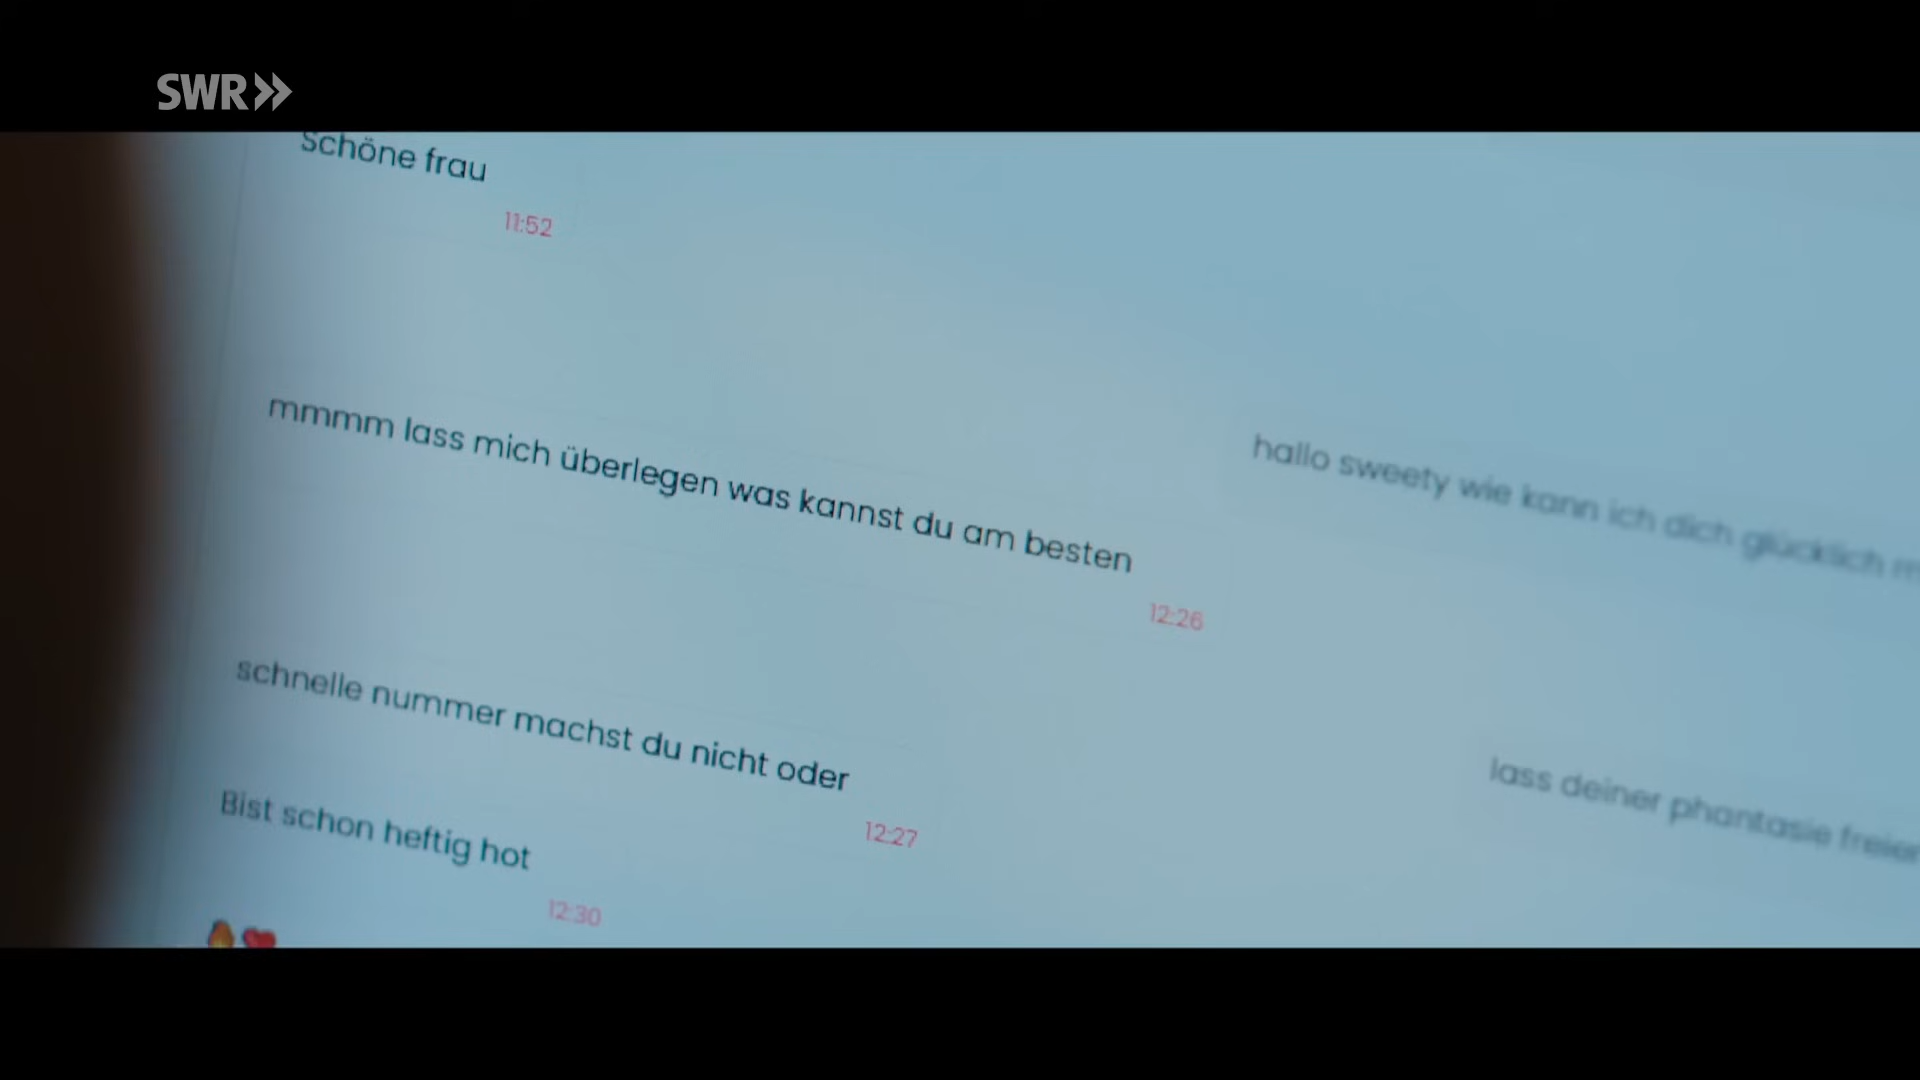 SWR
Schöne frau
11:52
hallo sweety wie kann ich dich glücklich
mmmm lass mich überlegen was kannst du am besten
12:26
schnelle nummer machst du nicht oder
12:27
lass deiner phantasie freien
Bist schon heftig hot
12:30